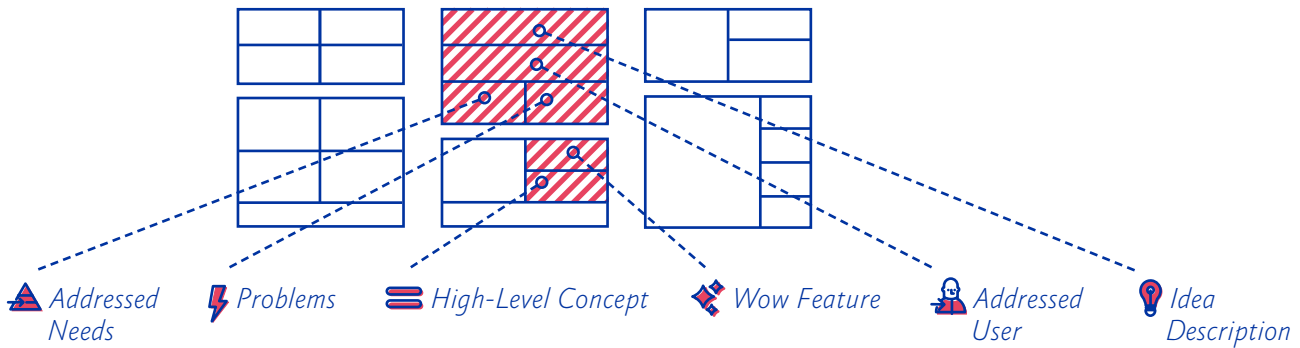 Addressed
Needs
Problems
High-Level Concept
Wow Feature
Addressed
User
Idea
Description